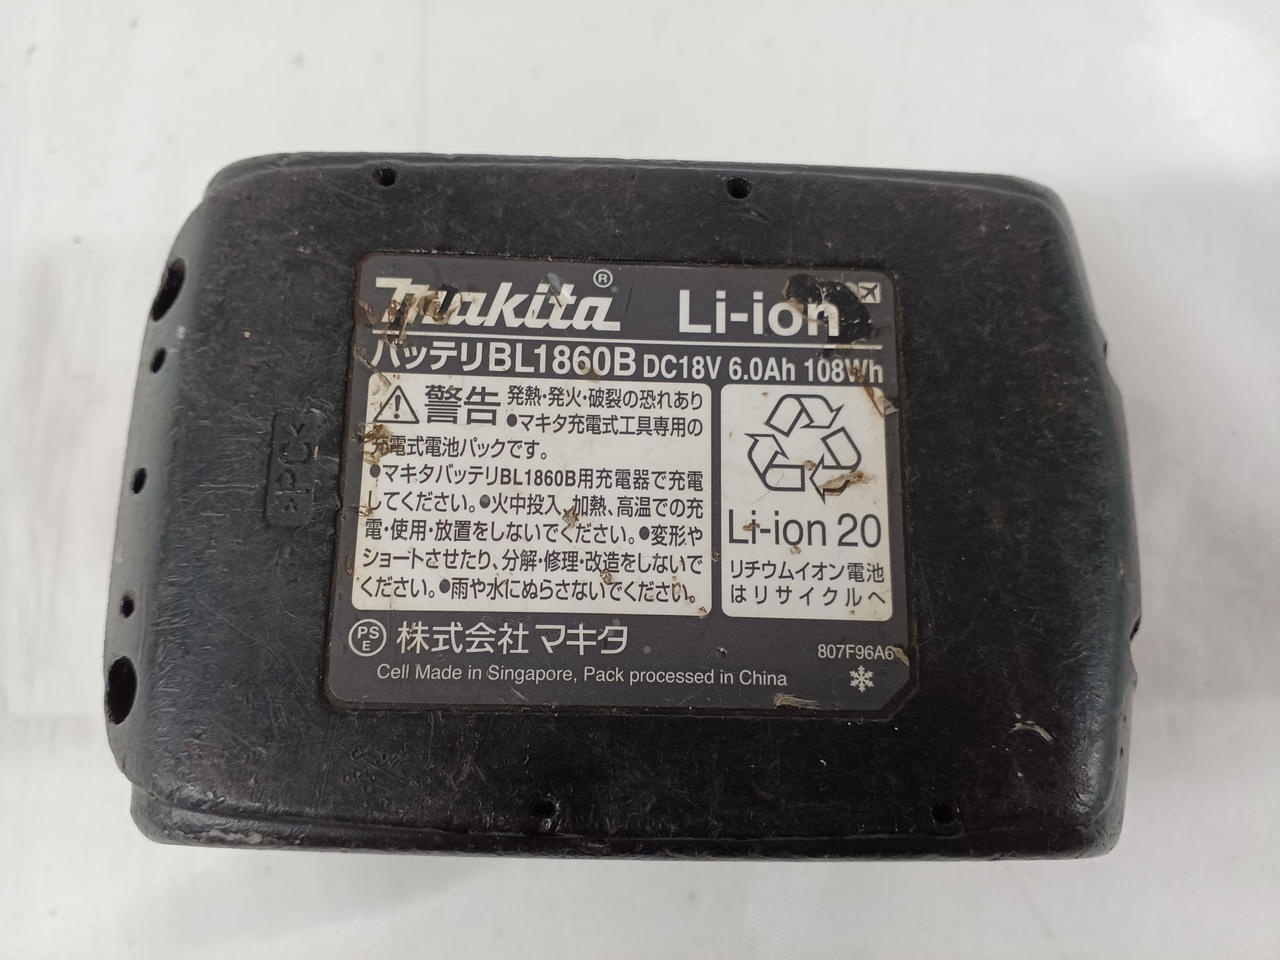 makita® Li-ion
バッテリBL1860B DC18V 6.0Ah 108Wh
警告 発熱・発火・破裂の恐れあり
●マキタ充電式工具専用の
充電式電池パックです。
●マキタバッテリBL1860B用充電器で充電
してください。●火中投入、加熱、高温での充
電・使用・放置をしないでください。●変形や
ショートさせたり、分解・修理・改造をしないで
ください。●雨や水にぬらさないでください。
Li-ion 20
リチウムイオン電池
はリサイクルへ
PS
E
株式会社マキタ
807F96A6
Cell Made in Singapore, Pack processed in China
>PC<